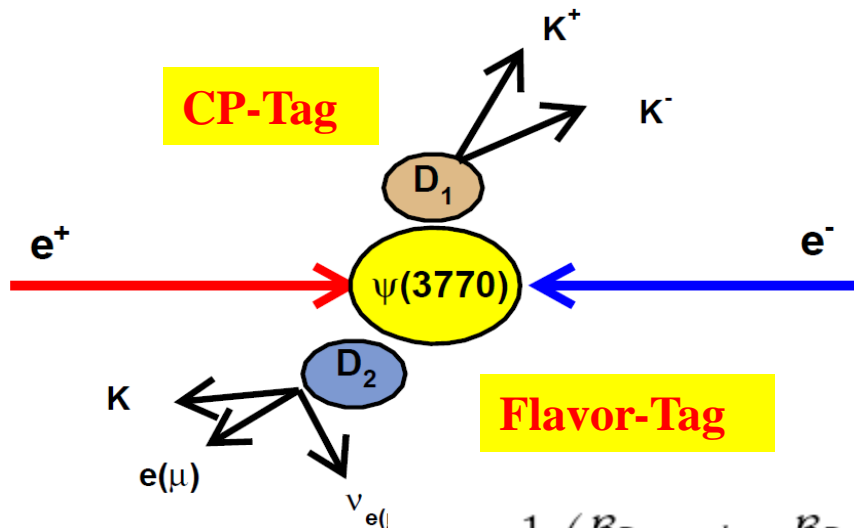 K⁺
CP-Tag
K⁻
D₁
e⁺
e⁻
ψ(3770)
D₂
K
Flavor-Tag
e(μ)
ν